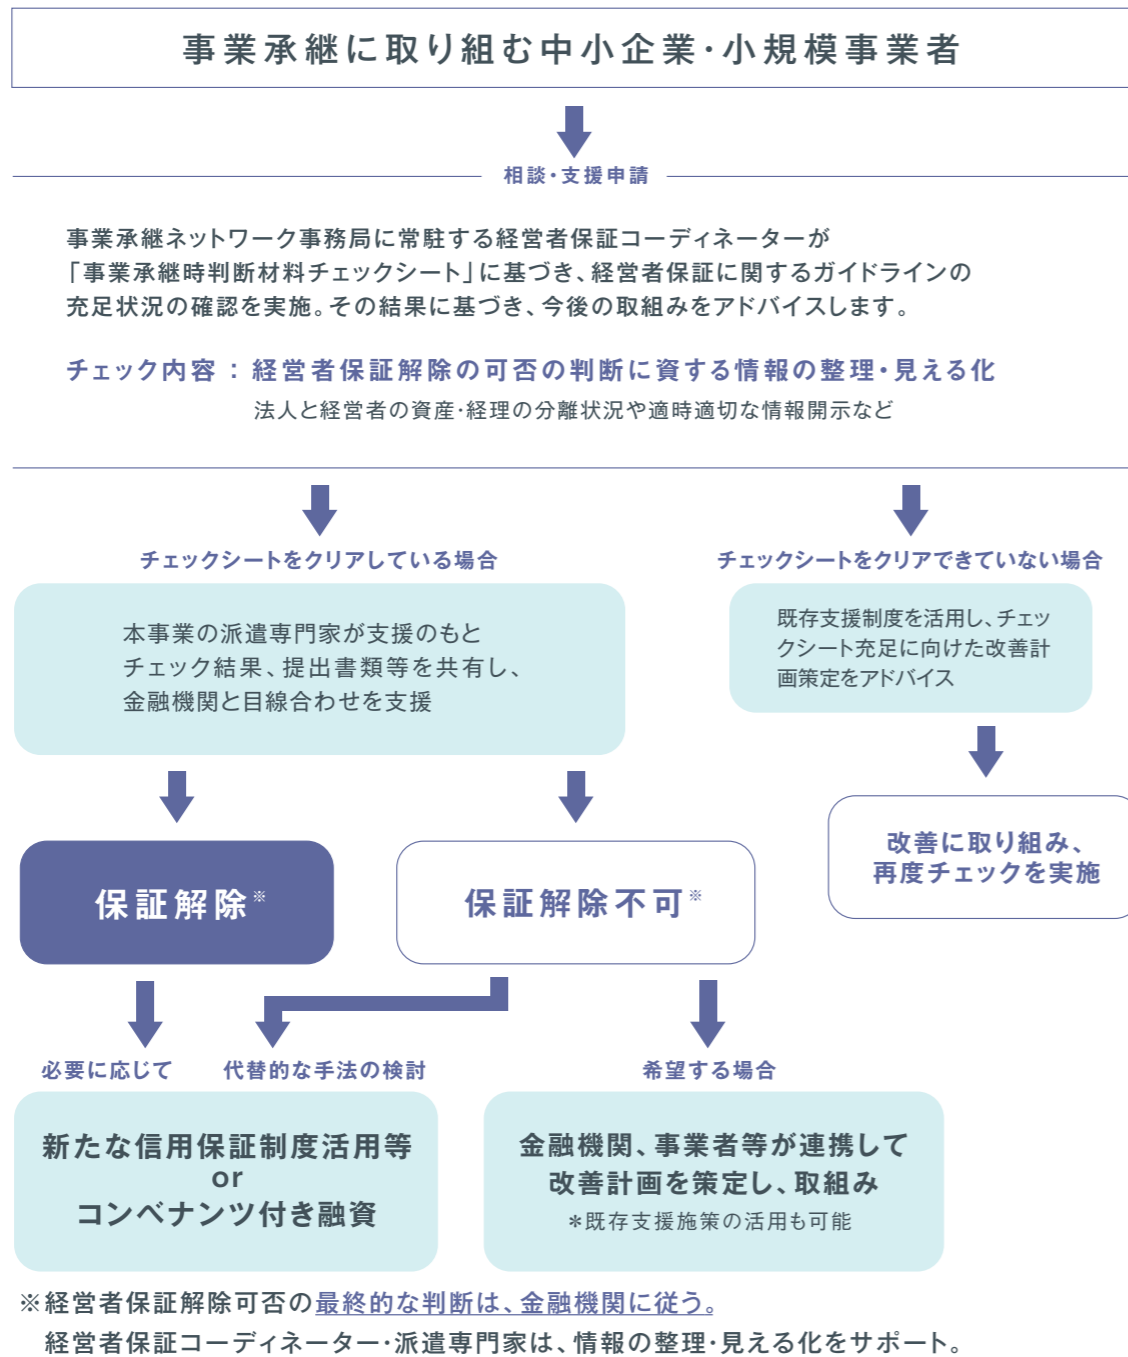 事業承継に取り組む中小企業・小規模事業者
相談・支援申請
事業承継ネットワーク事務局に常駐する経営者保証コーディネーターが
「事業承継時判断材料チェックシート」に基づき、経営者保証に関するガイドラインの
充足状況の確認を実施。その結果に基づき、今後の取組みをアドバイスします。
チェック内容 : 経営者保証解除の可否の判断に資する情報の整理・見える化
法人と経営者の資産・経理の分離状況や適時適切な情報開示など
チェックシートをクリアしている場合
本事業の派遣専門家が支援のもと
チェック結果、提出書類等を共有し、
金融機関と目線合わせを支援
チェックシートをクリアできていない場合
既存支援制度を活用し、チェッ
クシート充足に向けた改善計
画策定をアドバイス
保証解除※
保証解除不可※
改善に取り組み、
再度チェックを実施
必要に応じて
代替的な手法の検討
希望する場合
新たな信用保証制度活用等
or
コンベナンツ付き融資
金融機関、事業者等が連携して
改善計画を策定し、取組み
*既存支援施策の活用も可能
※経営者保証解除可否の最終的な判断は、金融機関に従う。
経営者保証コーディネーター・派遣専門家は、情報の整理・見える化をサポート。